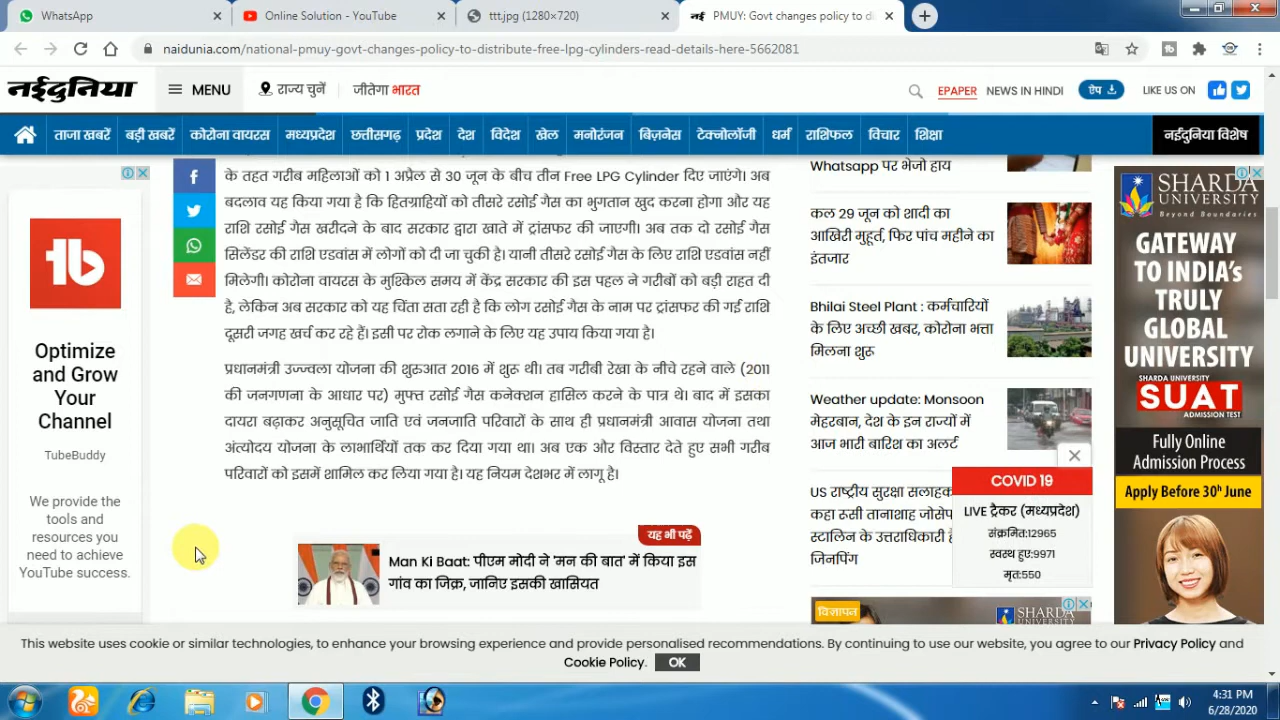 WhatsApp
Online Solution - YouTube
ttt.jpg (1280×720)
PMUY: Govt changes policy to di
naidunia.com/national-pmuy-govt-changes-policy-to-distribute-free-lpg-cylinders-read-details-here-5662081
नईदुनिया
MENU
राज्य चुनें
जीतेगा भारत
EPAPER
NEWS IN HINDI
ऐप
LIKE US ON
ताजा खबरें
बड़ी खबरें
कोरोना वायरस
मध्यप्रदेश
छत्तीसगढ़
प्रदेश
देश
विदेश
खेल
मनोरंजन
बिज़नेस
टेक्नोलॉजी
धर्म
राशिफल
विचार
शिक्षा
नईदुनिया विशेष
Optimize
and Grow
Your
Channel
TubeBuddy
We provide the
tools and
resources you
need to achieve
YouTube success.
के तहत गरीब महिलाओं को 1 अप्रेल से 30 जून के बीच तीन Free LPG Cylinder दिए जाएंगे। अब
बदलाव यह किया गया है कि हितग्राहियों को तीसरे रसोई गैस का भुगतान खुद करना होगा और यह
राशि रसोई गैस खरीदने के बाद सरकार द्वारा खाते में ट्रांसफर की जाएगी। अब तक दो रसोई गैस
सिलेंडर की राशि एडवांस में लोगों को दी जा चुकी है। यानी तीसरे रसोई गैस के लिए राशि एडवांस नहीं
मिलेगी। कोरोना वायरस के मुश्किल समय में केंद्र सरकार की इस पहल ने गरीबों को बड़ी राहत दी
है, लेकिन अब सरकार को यह चिंता सता रही है कि लोग रसोई गैस के नाम पर ट्रांसफर की गई राशि
दूसरी जगह खर्च कर रहे हैं। इसी पर रोक लगाने के लिए यह उपाय किया गया है।
प्रधानमंत्री उज्ज्वला योजना की शुरुआत 2016 में शुरू थी। तब गरीबी रेखा के नीचे रहने वाले (2011
की जनगणना के आधार पर) मुफ्त रसोई गैस कनेक्शन हासिल करने के पात्र थे। बाद में इसका
दायरा बढ़ाकर अनुसूचित जाति एवं जनजाति परिवारों के साथ ही प्रधानमंत्री आवास योजना तथा
अंत्योदय योजना के लाभार्थियों तक कर दिया गया था। अब एक और विस्तार देते हुए सभी गरीब
परिवारों को इसमें शामिल कर लिया गया है। यह नियम देशभर में लागू है।
यह भी पढ़ें
Man Ki Baat: पीएम मोदी ने 'मन की बात' में किया इस
गांव का जिक्र, जानिए इसकी खासियत
Whatsapp पर भेजो हाय
कल 29 जून को शादी का
आखिरी मुहूर्त, फिर पांच महीने का
इंतजार
Bhilai Steel Plant : कर्मचारियों
के लिए अच्छी खबर, कोरोना भत्ता
मिलना शुरू
Weather update: Monsoon
मेहरबान, देश के इन राज्यों में
आज भारी बारिश का अलर्ट
US राष्ट्रीय सुरक्षा सलाहक
कहा रूसी तानाशाह जोसेफ
स्टालिन के उत्तराधिकारी है
जिनपिंग
विज्ञापन
SHARDA
UNIVERSITY
COVID 19
LIVE ट्रैकर (मध्यप्रदेश)
संक्रमित:12965
स्वस्थ हुए:9971
मृत:550
SHARDA
UNIVERSITY
Beyond Boundaries
GATEWAY
TO INDIA's
TRULY
GLOBAL
UNIVERSITY
SHARDA UNIVERSITY
SUAT
ADMISSION TEST
Fully Online
Admission Process
Apply Before 30th June
This website uses cookie or similar technologies, to enhance your browsing experience and provide personalised recommendations. By continuing to use our website, you agree to our Privacy Policy and
Cookie Policy.
OK
4:31 PM
6/28/2020